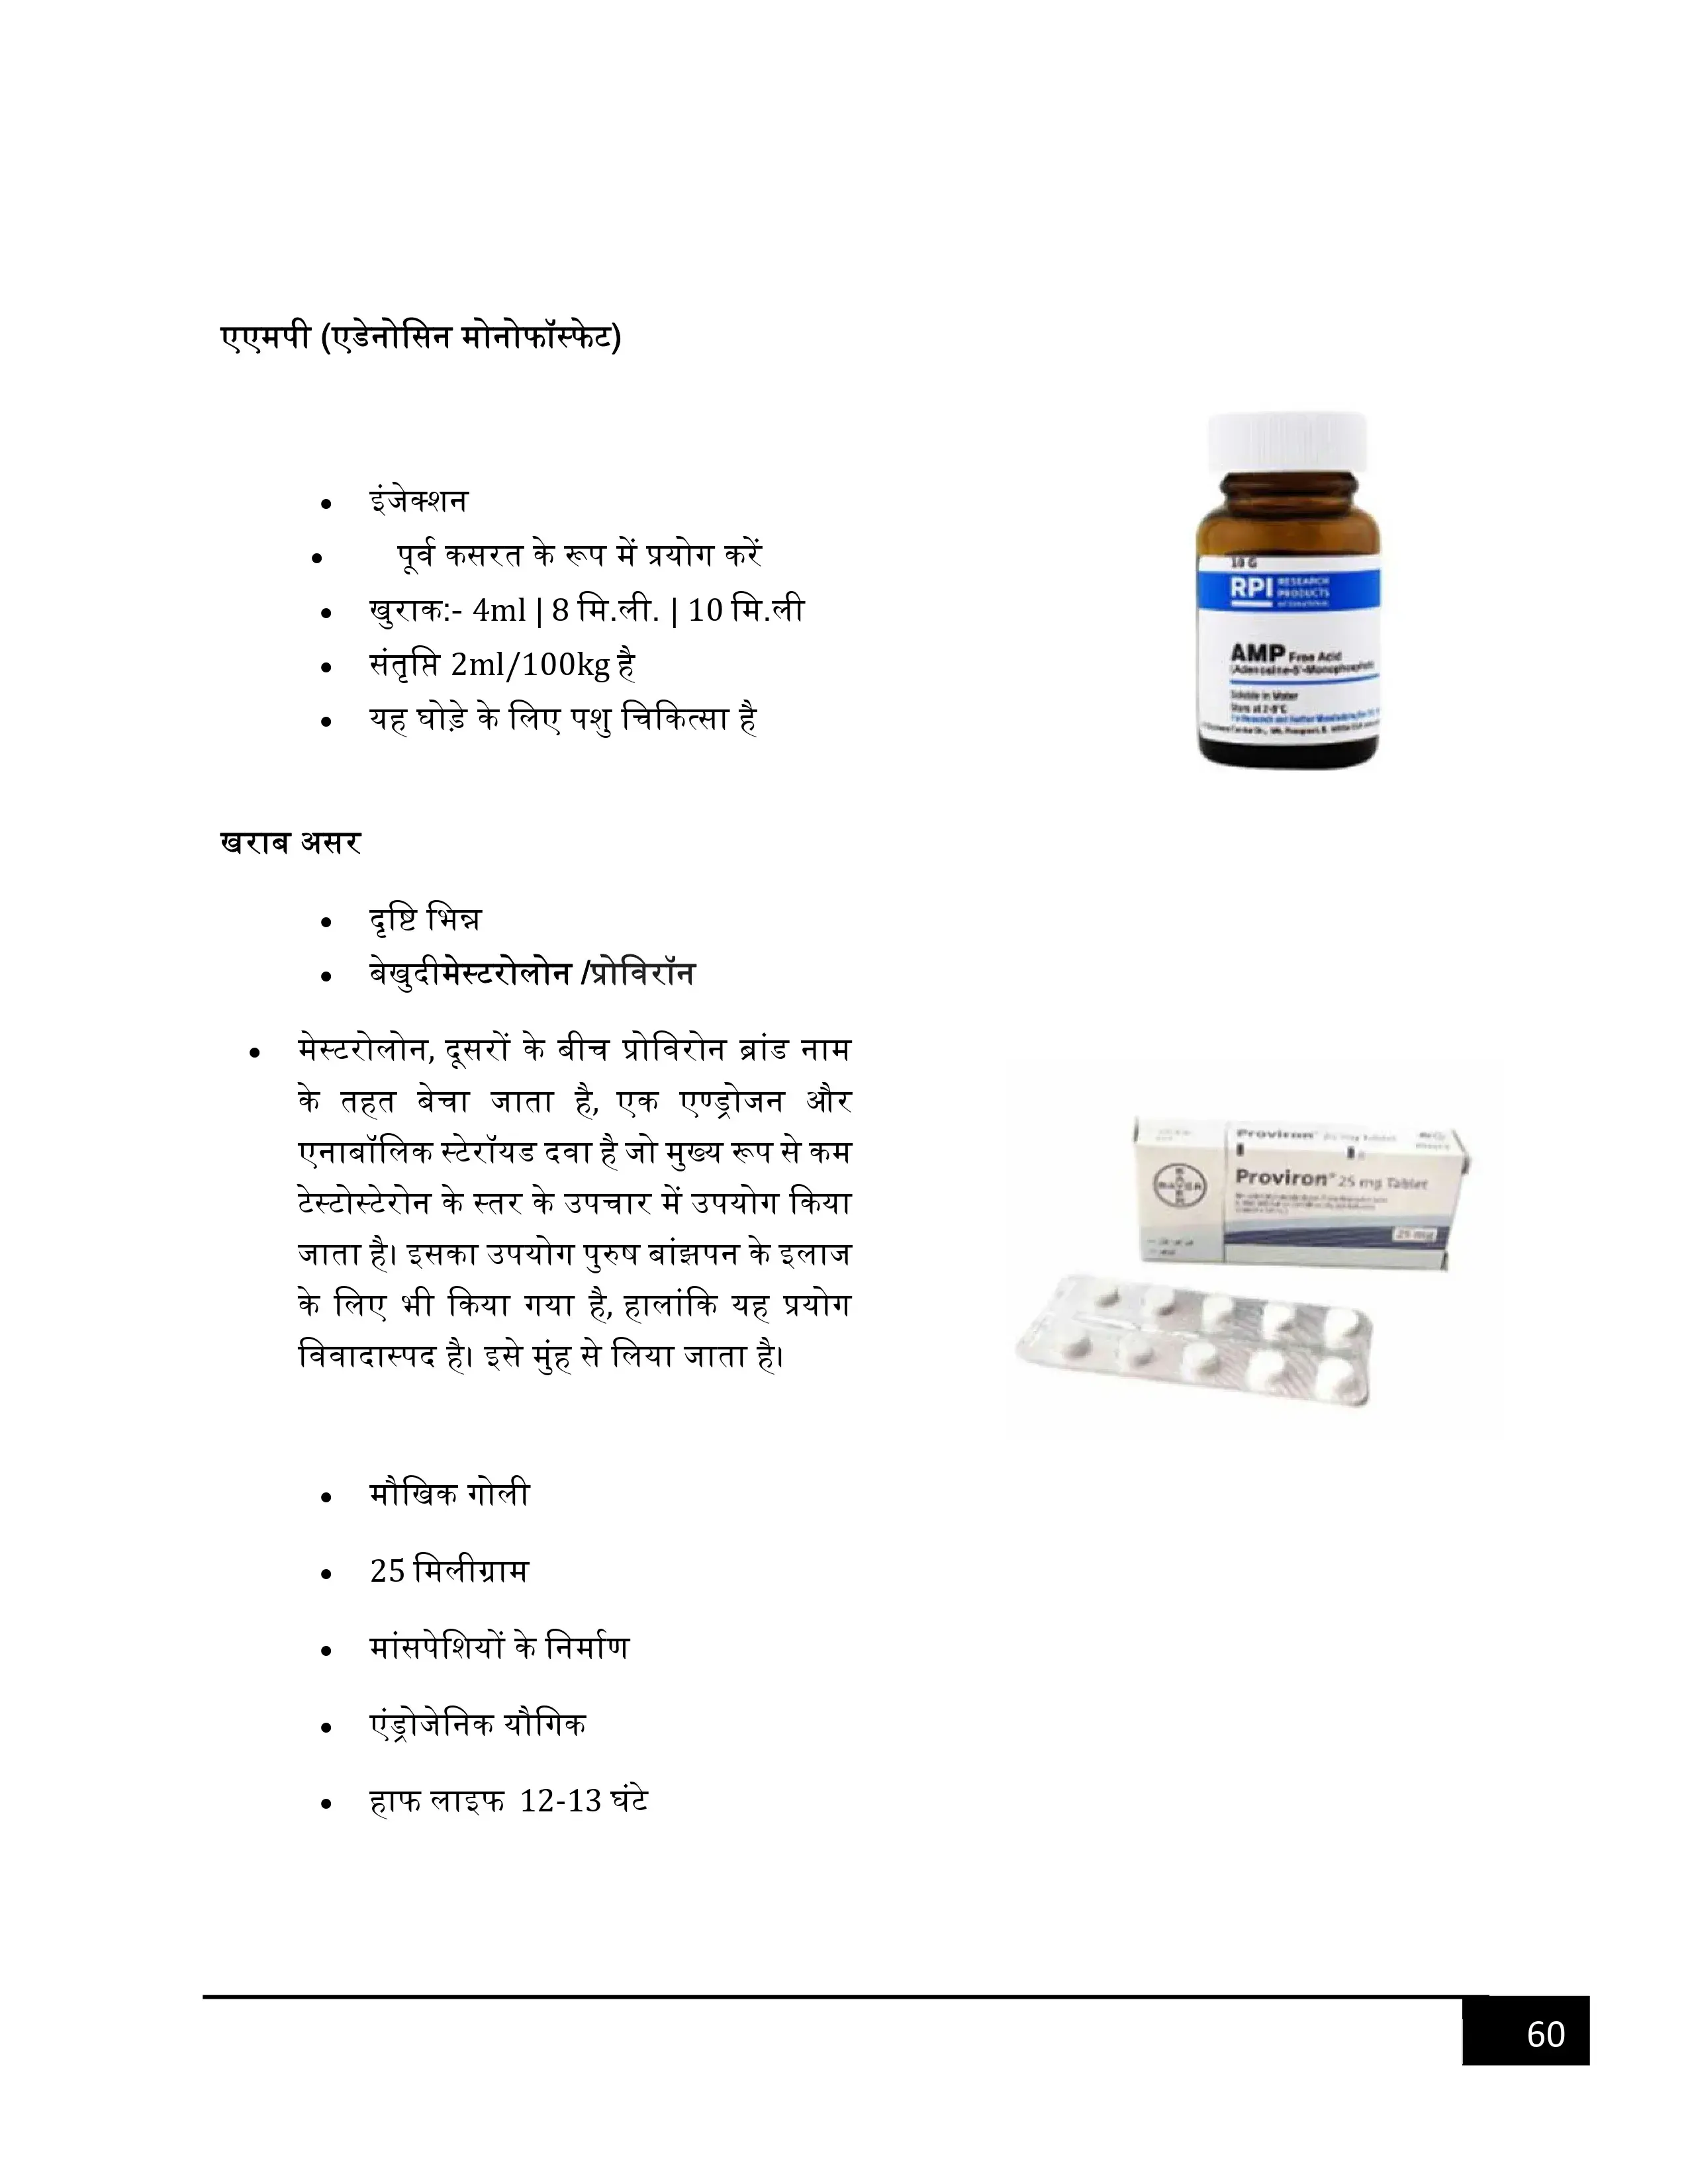 एएमपी (एडेनोसिन मोनोफॉस्फेट)
• इंजेक्शन
• पूर्व कसरत के रूप में प्रयोग करें
• खुराक:- 4ml | 8 मि.ली. | 10 मि.ली
• संतृप्ति 2ml/100kg है
• यह घोड़े के लिए पशु चिकित्सा है
10 G
RPI RESEARCH
PRODUCTS
INTERNATIONAL
AMP Free Acid
(Adenosine-5'-Monophosphate
Soluble in Water
Store at 2-8°C
खराब असर
• दृष्टि भिन्न
• बेखुदीमेस्टरोलोन /प्रोविरॉन
• मेस्टरोलोन, दूसरों के बीच प्रोविरोन ब्रांड नाम
के तहत बेचा जाता है, एक एण्ड्रोजन और
एनाबॉलिक स्टेरॉयड दवा है जो मुख्य रूप से कम
टेस्टोस्टेरोन के स्तर के उपचार में उपयोग किया
जाता है। इसका उपयोग पुरुष बांझपन के इलाज
के लिए भी किया गया है, हालांकि यह प्रयोग
विवादास्पद है। इसे मुंह से लिया जाता है।
Proviron® 25 mg Tablet
BAYER
Proviron® 25 mg Tablet
25 mg
• मौखिक गोली
• 25 मिलीग्राम
• मांसपेशियों के निर्माण
• एंड्रोजेनिक यौगिक
• हाफ लाइफ 12-13 घंटे
60